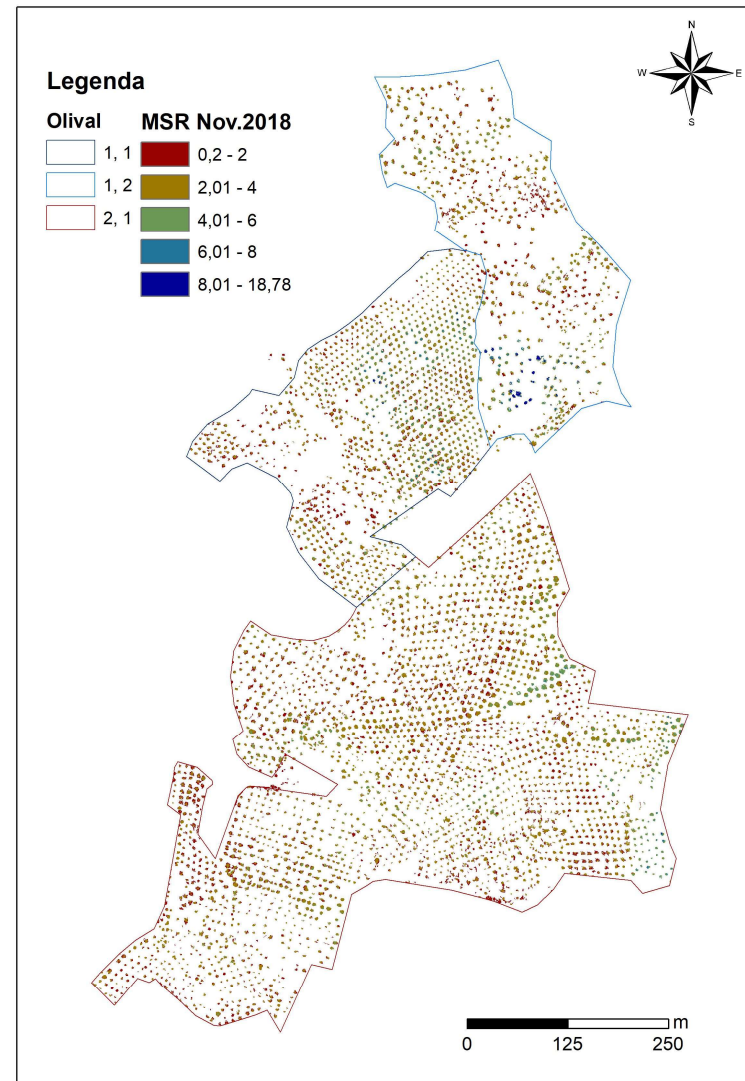 N
W E
S
Legenda
Olival MSR Nov.2018
1, 1 0,2 - 2
1, 2 2,01 - 4
2, 1 4,01 - 6
6,01 - 8
8,01 - 18,78
m
0 125 250